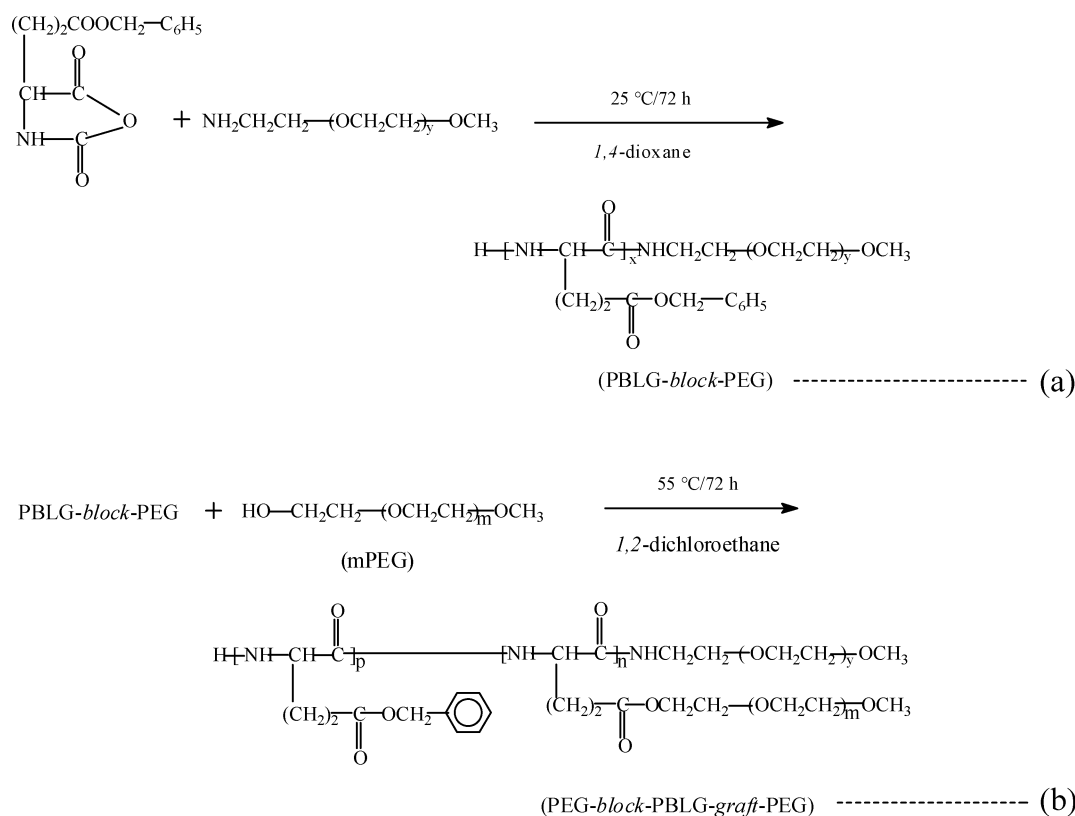 (CH2)2COOCH2—C6H5
O
CH—C
O
NH—C
O
+
NH2CH2CH2—(OCH2CH2)y—OCH3
25 °C/72 h
1,4-dioxane
O
H—[NH—CH—C]x—NHCH2CH2—(OCH2CH2)y—OCH3
(CH2)2—C—OCH2—C6H5
O
(PBLG-block-PEG) ---------------------- (a)
PBLG-block-PEG + HO—CH2CH2—(OCH2CH2)m—OCH3
(mPEG)
55 °C/72 h
1,2-dichloroethane
O O
H—[NH—CH—C]p—[NH—CH—C]n—NHCH2CH2—(OCH2CH2)y—OCH3
(CH2)2—C—OCH2 (CH2)2—C—OCH2CH2—(OCH2CH2)m—OCH3
O O
(PEG-block-PBLG-graft-PEG) ------------------ (b)